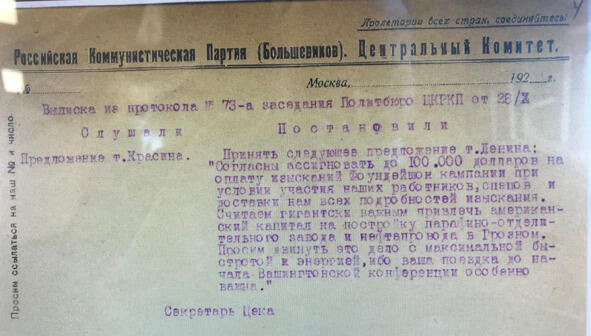 Пролетарии всех стран, соединяйтесь!
Российская Коммунистическая Партия (Большевиков). Центральный Комитет.
№ Москва, 192 г.
Выписка из протокола № 73-а заседания Политбюро ЦКРКП от 28/X
Слушали Постановили
Предложение т.Красина. Принять следующее предложение т.Ленина:
"Согласны ассигновать до 100.000 долларов на
оплату изысканий Фоундейшон кампании при
условии участия наших работников, спецов и
доставки нам всех подробностей изыскания.
Считаем гигантски важным привлечь американ-
ский капитал на постройку парафино-отдели-
тельного завода и нефтепровода в Грозном.
Просим двинуть это дело с максимальной бы-
стротой и энергией, ибо ваша поездка до на-
чала Вашингтонской конференции особенно
важна."
Секретарь Цека
Просим ссылаться на наш № и число.